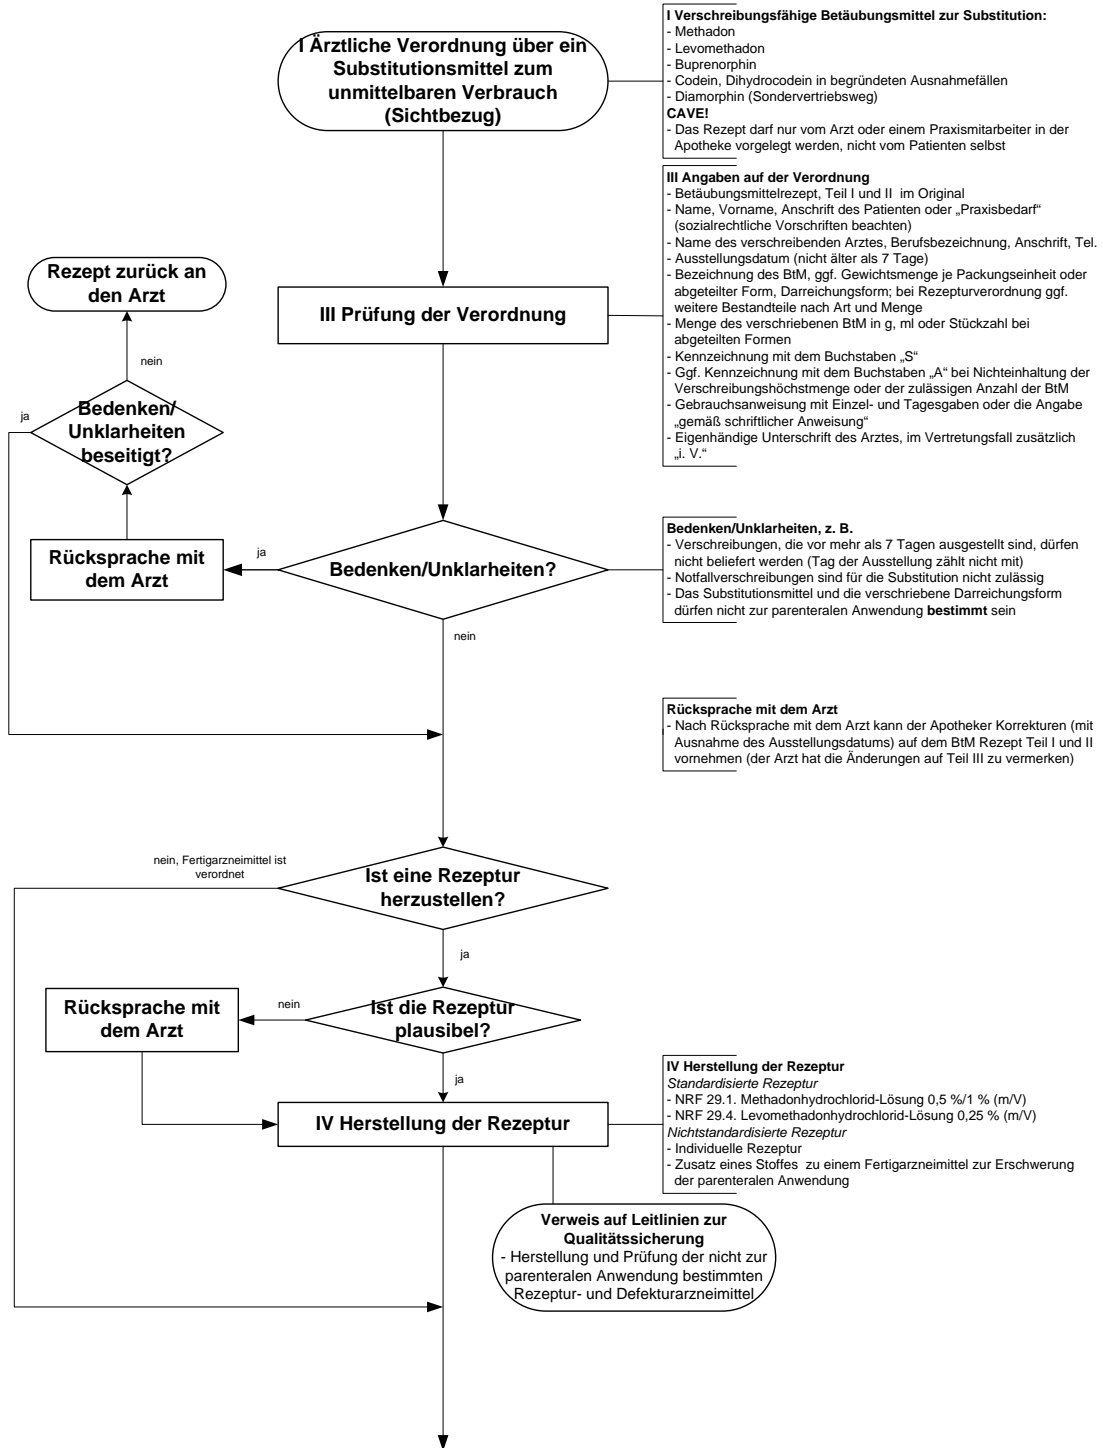 I Ärztliche Verordnung über ein
Substitutionsmittel zum
unmittelbaren Verbrauch
(Sichtbezug)
I Verschreibungsfähige Betäubungsmittel zur Substitution:
- Methadon
- Levomethadon
- Buprenorphin
- Codein, Dihydrocodein in begründeten Ausnahmefällen
- Diamorphin (Sondervertriebsweg)
CAVE!
- Das Rezept darf nur vom Arzt oder einem Praxismitarbeiter in der
Apotheke vorgelegt werden, nicht vom Patienten selbst
III Prüfung der Verordnung
III Angaben auf der Verordnung
- Betäubungsmittelrezept, Teil I und II im Original
- Name, Vorname, Anschrift des Patienten oder „Praxisbedarf“
(sozialrechtliche Vorschriften beachten)
- Name des verschreibenden Arztes, Berufsbezeichnung, Anschrift, Tel.
- Ausstellungsdatum (nicht älter als 7 Tage)
- Bezeichnung des BtM, ggf. Gewichtsmenge je Packungseinheit oder
abgeteilter Form, Darreichungsform; bei Rezepturverordnung ggf.
weitere Bestandteile nach Art und Menge
- Menge des verschriebenen BtM in g, ml oder Stückzahl bei
abgeteilten Formen
- Kennzeichnung mit dem Buchstaben „S“
- Ggf. Kennzeichnung mit dem Buchstaben „A“ bei Nichteinhaltung der
Verschreibungshöchstmenge oder der zulässigen Anzahl der BtM
- Gebrauchsanweisung mit Einzel- und Tagesgaben oder die Angabe
„gemäß schriftlicher Anweisung“
- Eigenhändige Unterschrift des Arztes, im Vertretungsfall zusätzlich
„i. V.“
Rezept zurück an
den Arzt
nein
ja
Bedenken/
Unklarheiten
beseitigt?
Rücksprache mit
dem Arzt
ja
Bedenken/Unklarheiten?
nein
Bedenken/Unklarheiten, z. B.
- Verschreibungen, die vor mehr als 7 Tagen ausgestellt sind, dürfen
nicht beliefert werden (Tag der Ausstellung zählt nicht mit)
- Notfallverschreibungen sind für die Substitution nicht zulässig
- Das Substitutionsmittel und die verschriebene Darreichungsform
dürfen nicht zur parenteralen Anwendung bestimmt sein
Rücksprache mit dem Arzt
- Nach Rücksprache mit dem Arzt kann der Apotheker Korrekturen (mit
Ausnahme des Ausstellungsdatums) auf dem BtM Rezept Teil I und II
vornehmen (der Arzt hat die Änderungen auf Teil III zu vermerken)
nein, Fertigarzneimittel ist
verordnet
Ist eine Rezeptur
herzustellen?
ja
Rücksprache mit
dem Arzt
nein
Ist die Rezeptur
plausibel?
ja
IV Herstellung der Rezeptur
IV Herstellung der Rezeptur
Standardisierte Rezeptur
- NRF 29.1. Methadonhydrochlorid-Lösung 0,5 %/1 % (m/V)
- NRF 29.4. Levomethadonhydrochlorid-Lösung 0,25 % (m/V)
Nichtstandardisierte Rezeptur
- Individuelle Rezeptur
- Zusatz eines Stoffes zu einem Fertigarzneimittel zur Erschwerung
der parenteralen Anwendung
Verweis auf Leitlinien zur
Qualitätssicherung
- Herstellung und Prüfung der nicht zur
parenteralen Anwendung bestimmten
Rezeptur- und Defekturarzneimittel